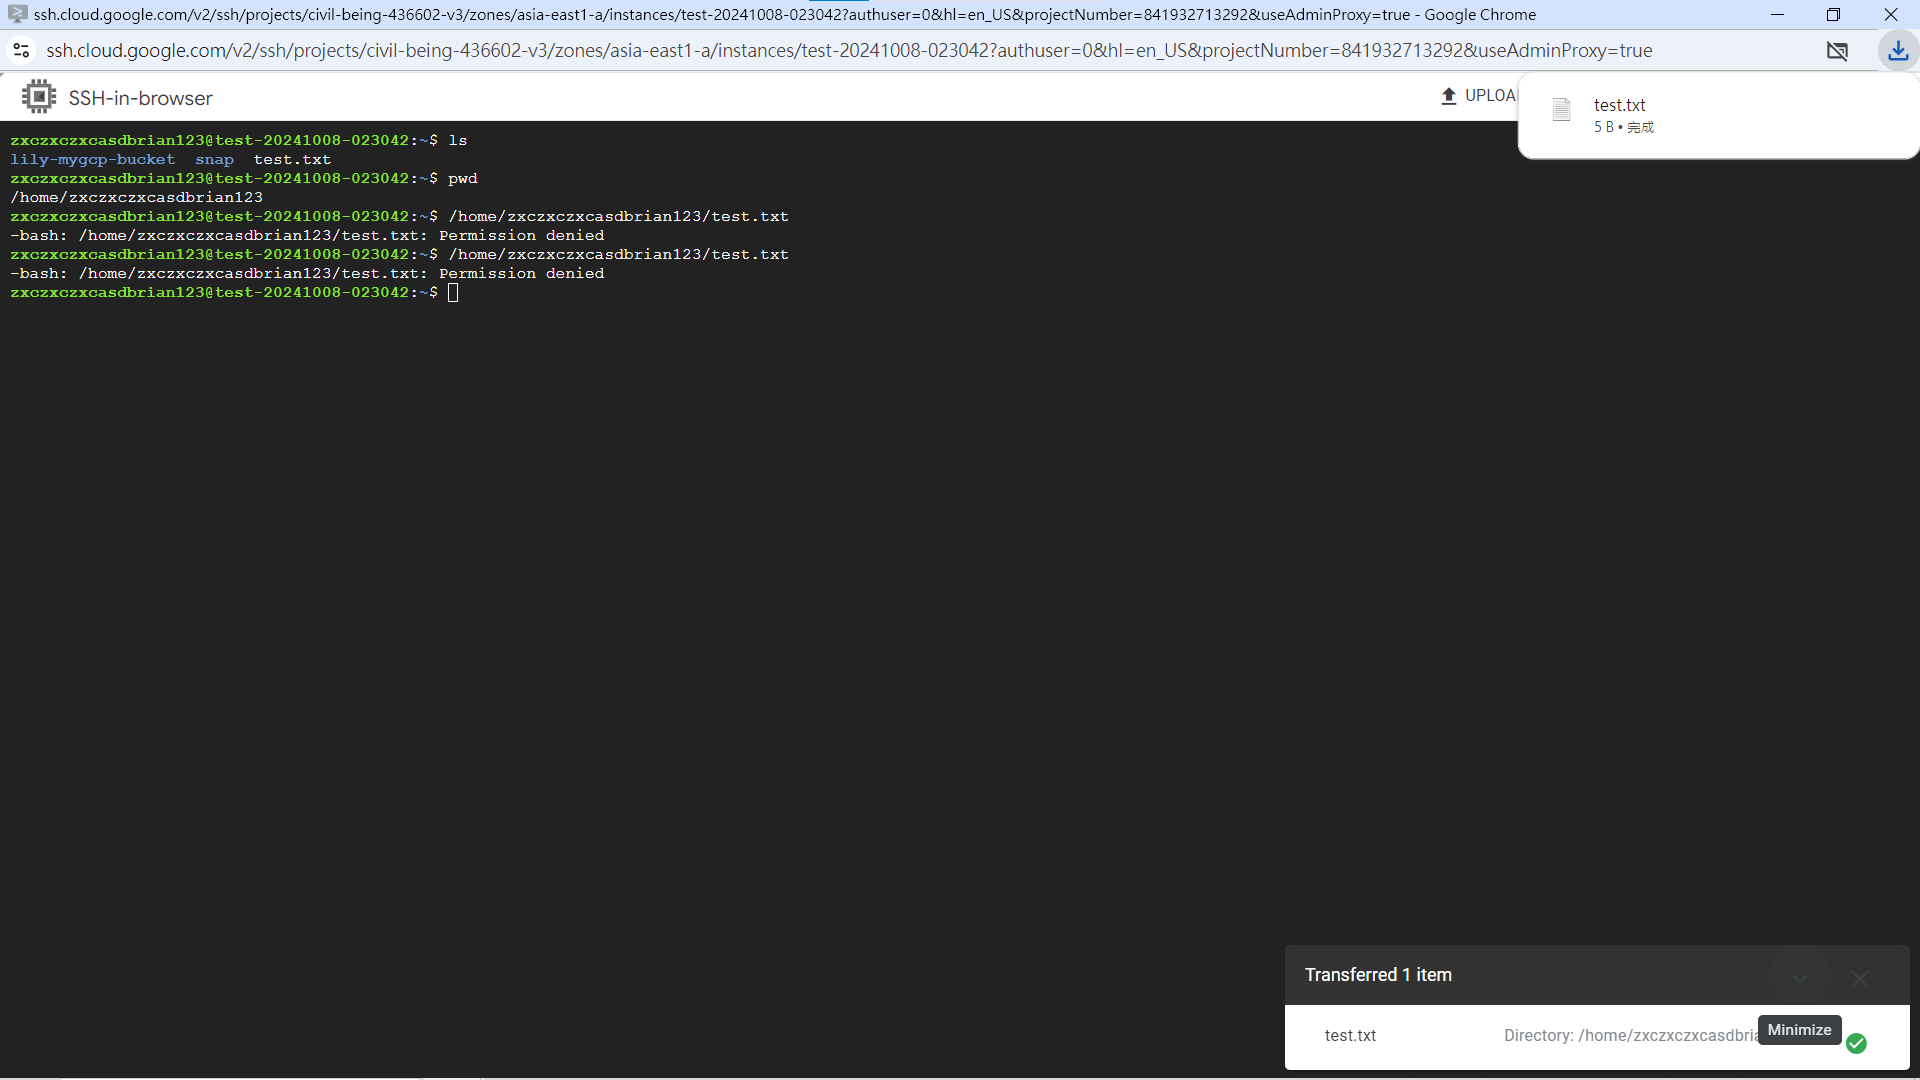 ssh.cloud.google.com/v2/ssh/projects/civil-being-436602-v3/zones/asia-east1-a/instances/test-20241008-023042?authuser=0&hl=en_US&projectNumber=841932713292&useAdminProxy=true - Google Chrome
ssh.cloud.google.com/v2/ssh/projects/civil-being-436602-v3/zones/asia-east1-a/instances/test-20241008-023042?authuser=0&hl=en_US&projectNumber=841932713292&useAdminProxy=true
SSH-in-browser
UPLOA
test.txt
5 B • 完成
zxczxczxcasdbrian123@test-20241008-023042:~$ ls
lily-mygcp-bucket  snap  test.txt
zxczxczxcasdbrian123@test-20241008-023042:~$ pwd
/home/zxczxczxcasdbrian123
zxczxczxcasdbrian123@test-20241008-023042:~$ /home/zxczxczxcasdbrian123/test.txt
-bash: /home/zxczxczxcasdbrian123/test.txt: Permission denied
zxczxczxcasdbrian123@test-20241008-023042:~$ /home/zxczxczxcasdbrian123/test.txt
-bash: /home/zxczxczxcasdbrian123/test.txt: Permission denied
zxczxczxcasdbrian123@test-20241008-023042:~$
Transferred 1 item
test.txt Directory: /home/zxczxczxcasdbria
Minimize